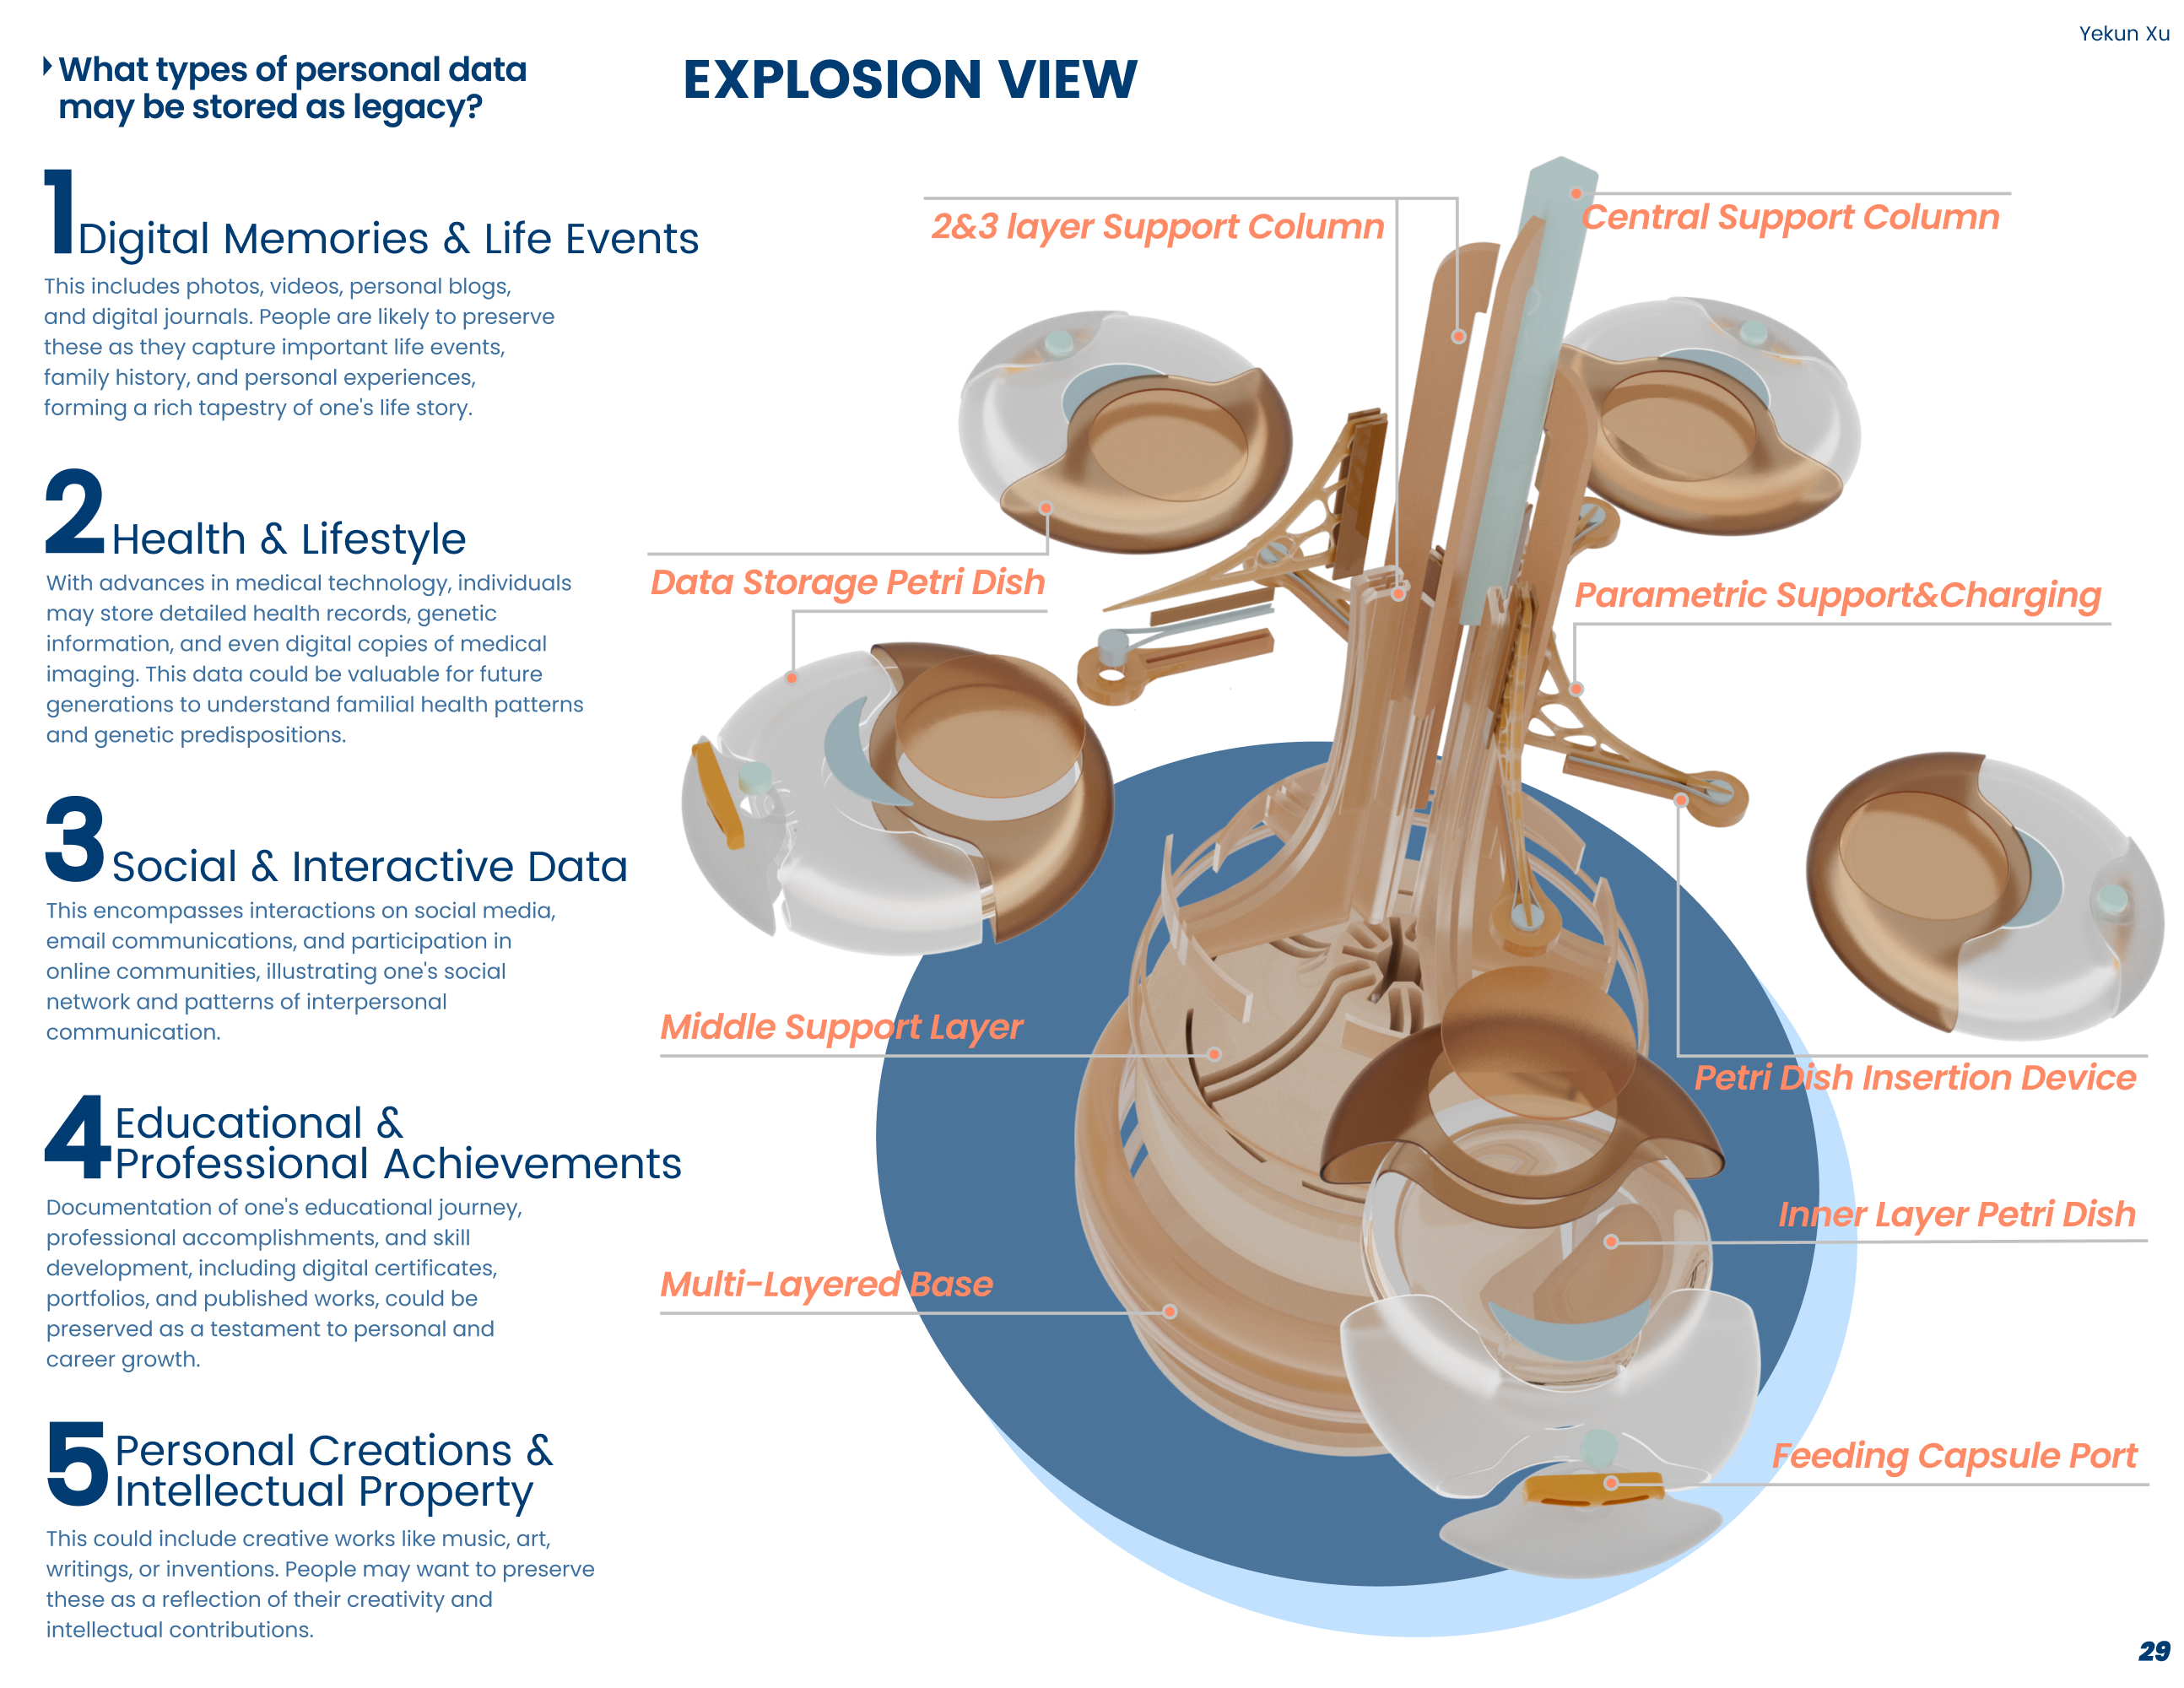 Yekun Xu
What types of personal data
may be stored as legacy?
EXPLOSION VIEW
1 Digital Memories & Life Events
This includes photos, videos, personal blogs,
and digital journals. People are likely to preserve
these as they capture important life events,
family history, and personal experiences,
forming a rich tapestry of one's life story.
2 Health & Lifestyle
With advances in medical technology, individuals
may store detailed health records, genetic
information, and even digital copies of medical
imaging. This data could be valuable for future
generations to understand familial health patterns
and genetic predispositions.
3 Social & Interactive Data
This encompasses interactions on social media,
email communications, and participation in
online communities, illustrating one's social
network and patterns of interpersonal
communication.
4 Educational &
Professional Achievements
Documentation of one's educational journey,
professional accomplishments, and skill
development, including digital certificates,
portfolios, and published works, could be
preserved as a testament to personal and
career growth.
5 Personal Creations &
Intellectual Property
This could include creative works like music, art,
writings, or inventions. People may want to preserve
these as a reflection of their creativity and
intellectual contributions.
2&3 layer Support Column
Central Support Column
Data Storage Petri Dish
Parametric Support&Charging
Middle Support Layer
Petri Dish Insertion Device
Inner Layer Petri Dish
Multi-Layered Base
Feeding Capsule Port
29